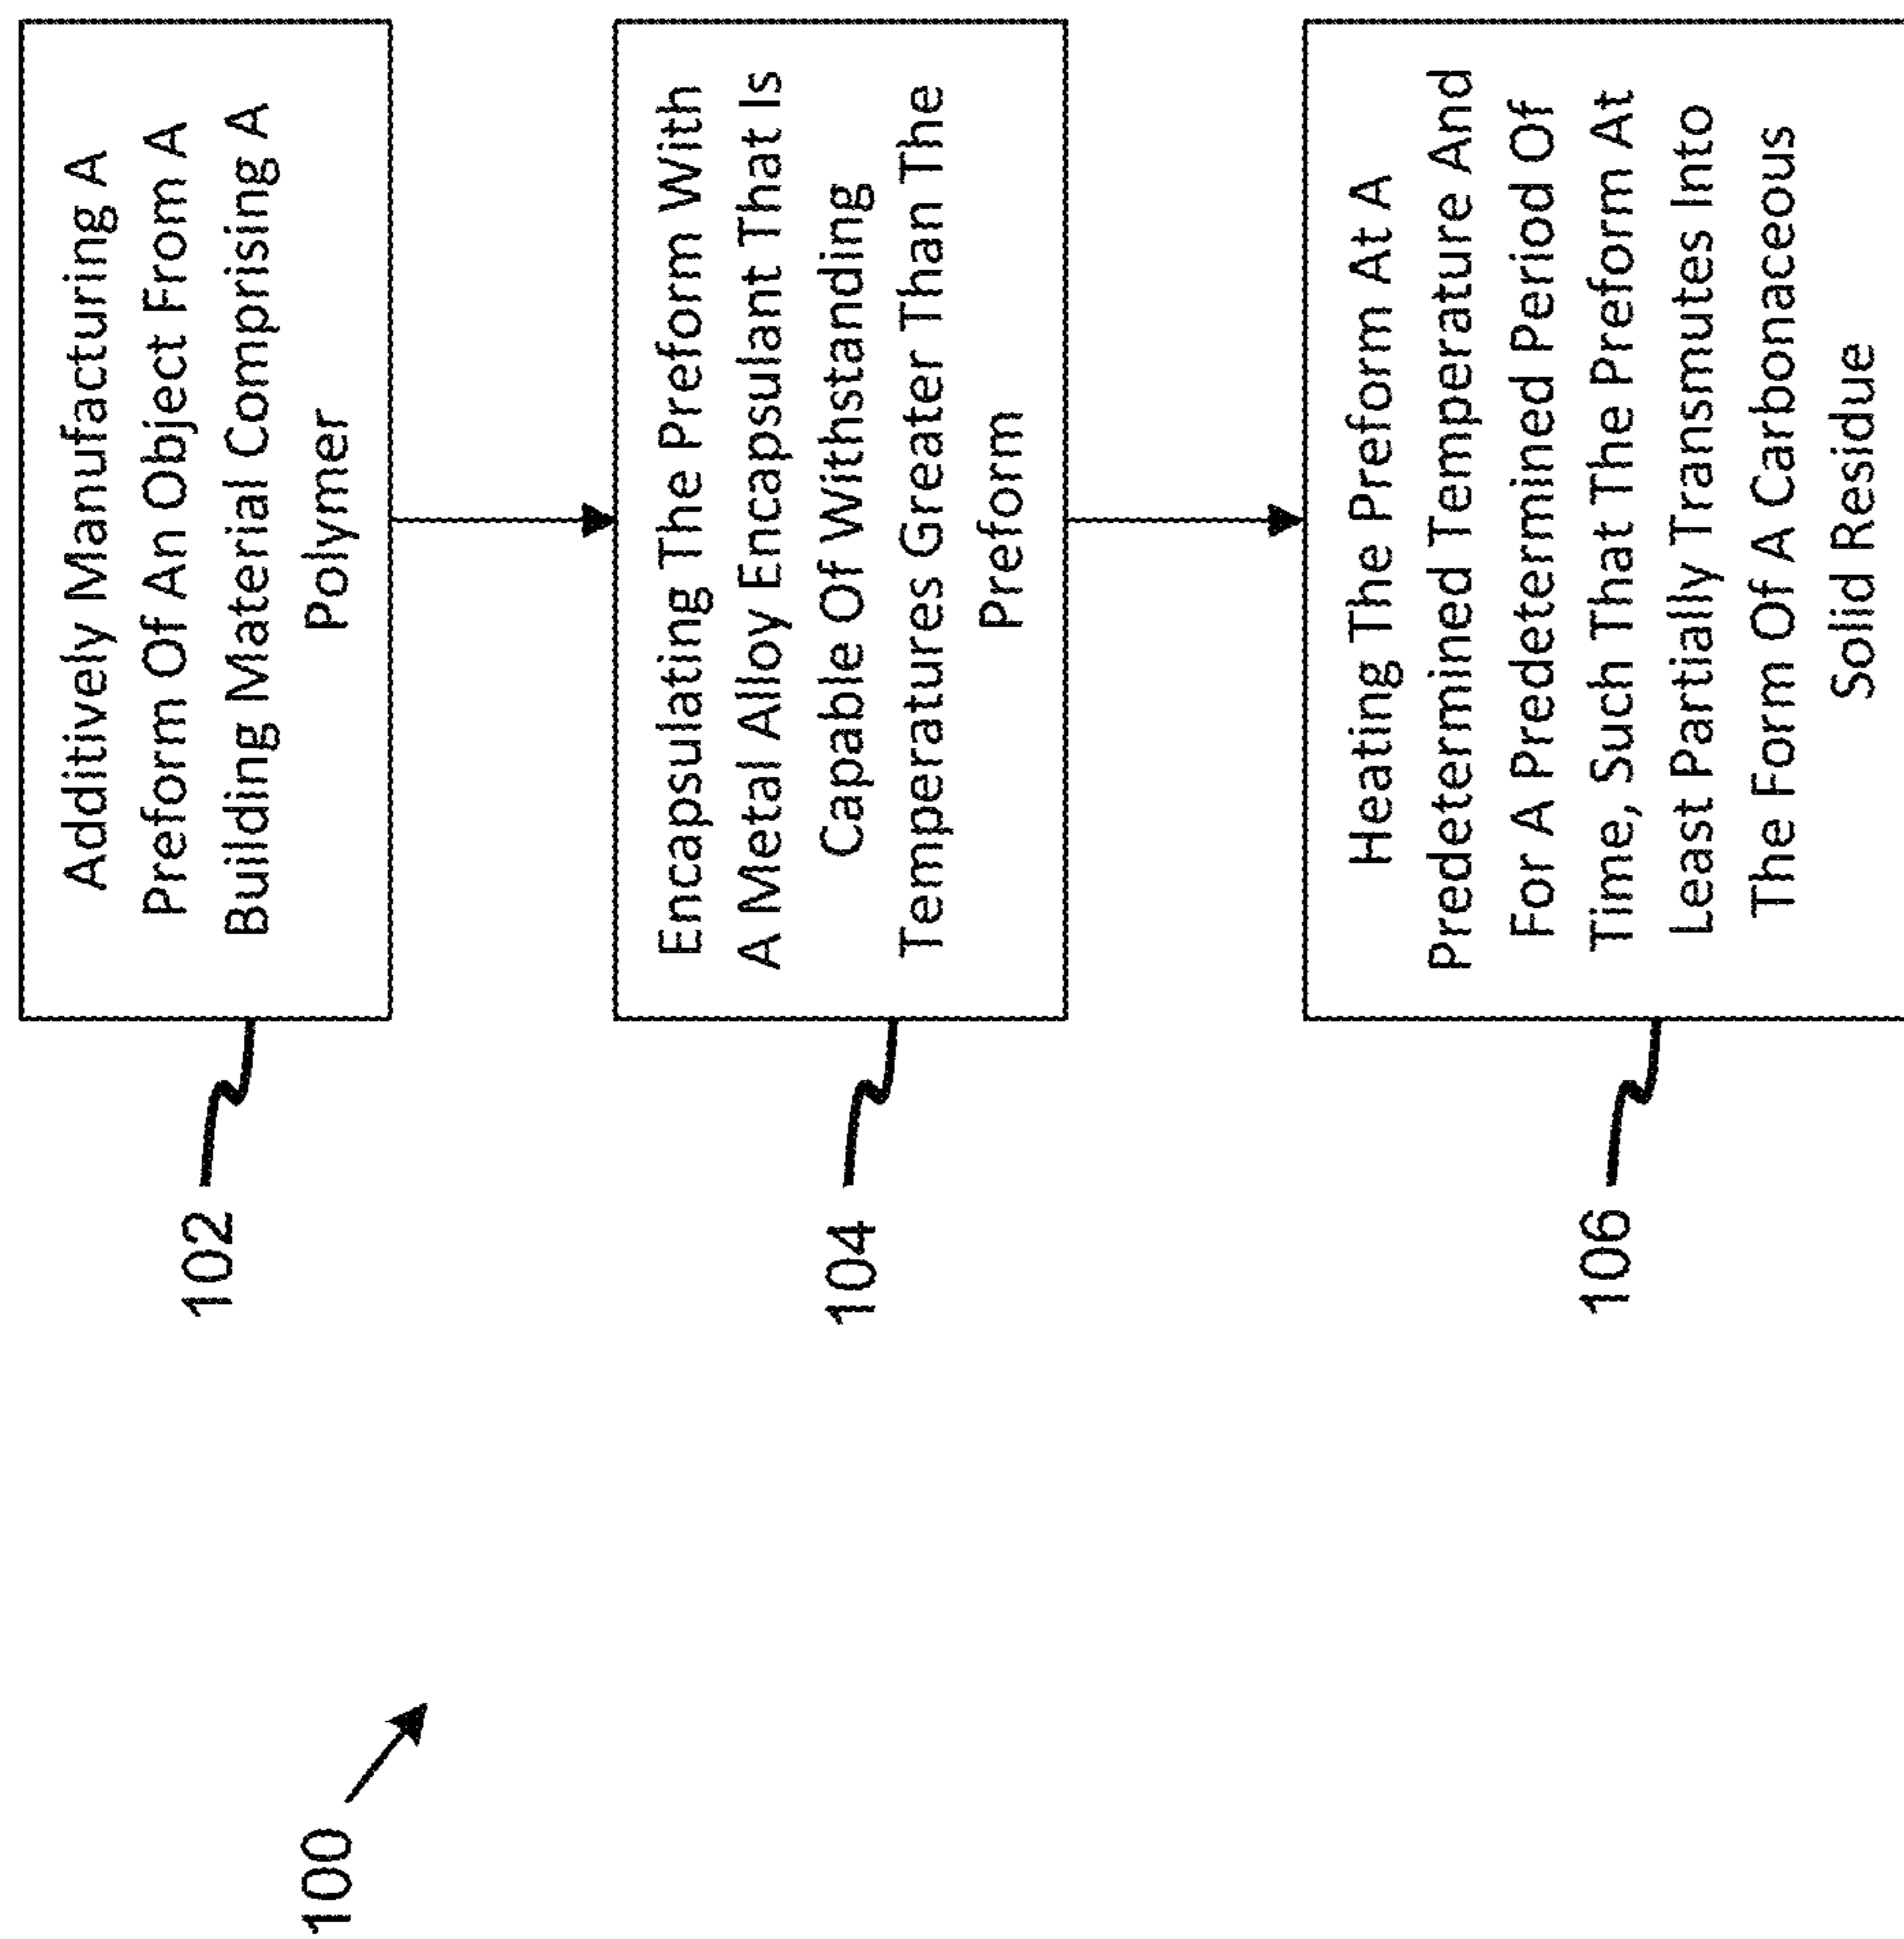 100
102
Additively Manufacturing A
Preform Of An Object From A
Building Material Comprising A
Polymer
104
Encapsulating The Preform With
A Metal Alloy Encapsulant That Is
Capable Of Withstanding
Temperatures Greater Than The
Preform
106
Heating The Preform At A
Predetermined Temperature And
For A Predetermined Period Of
Time, Such That The Preform At
Least Partially Transmutes Into
The Form Of A Carbonaceous
Solid Residue